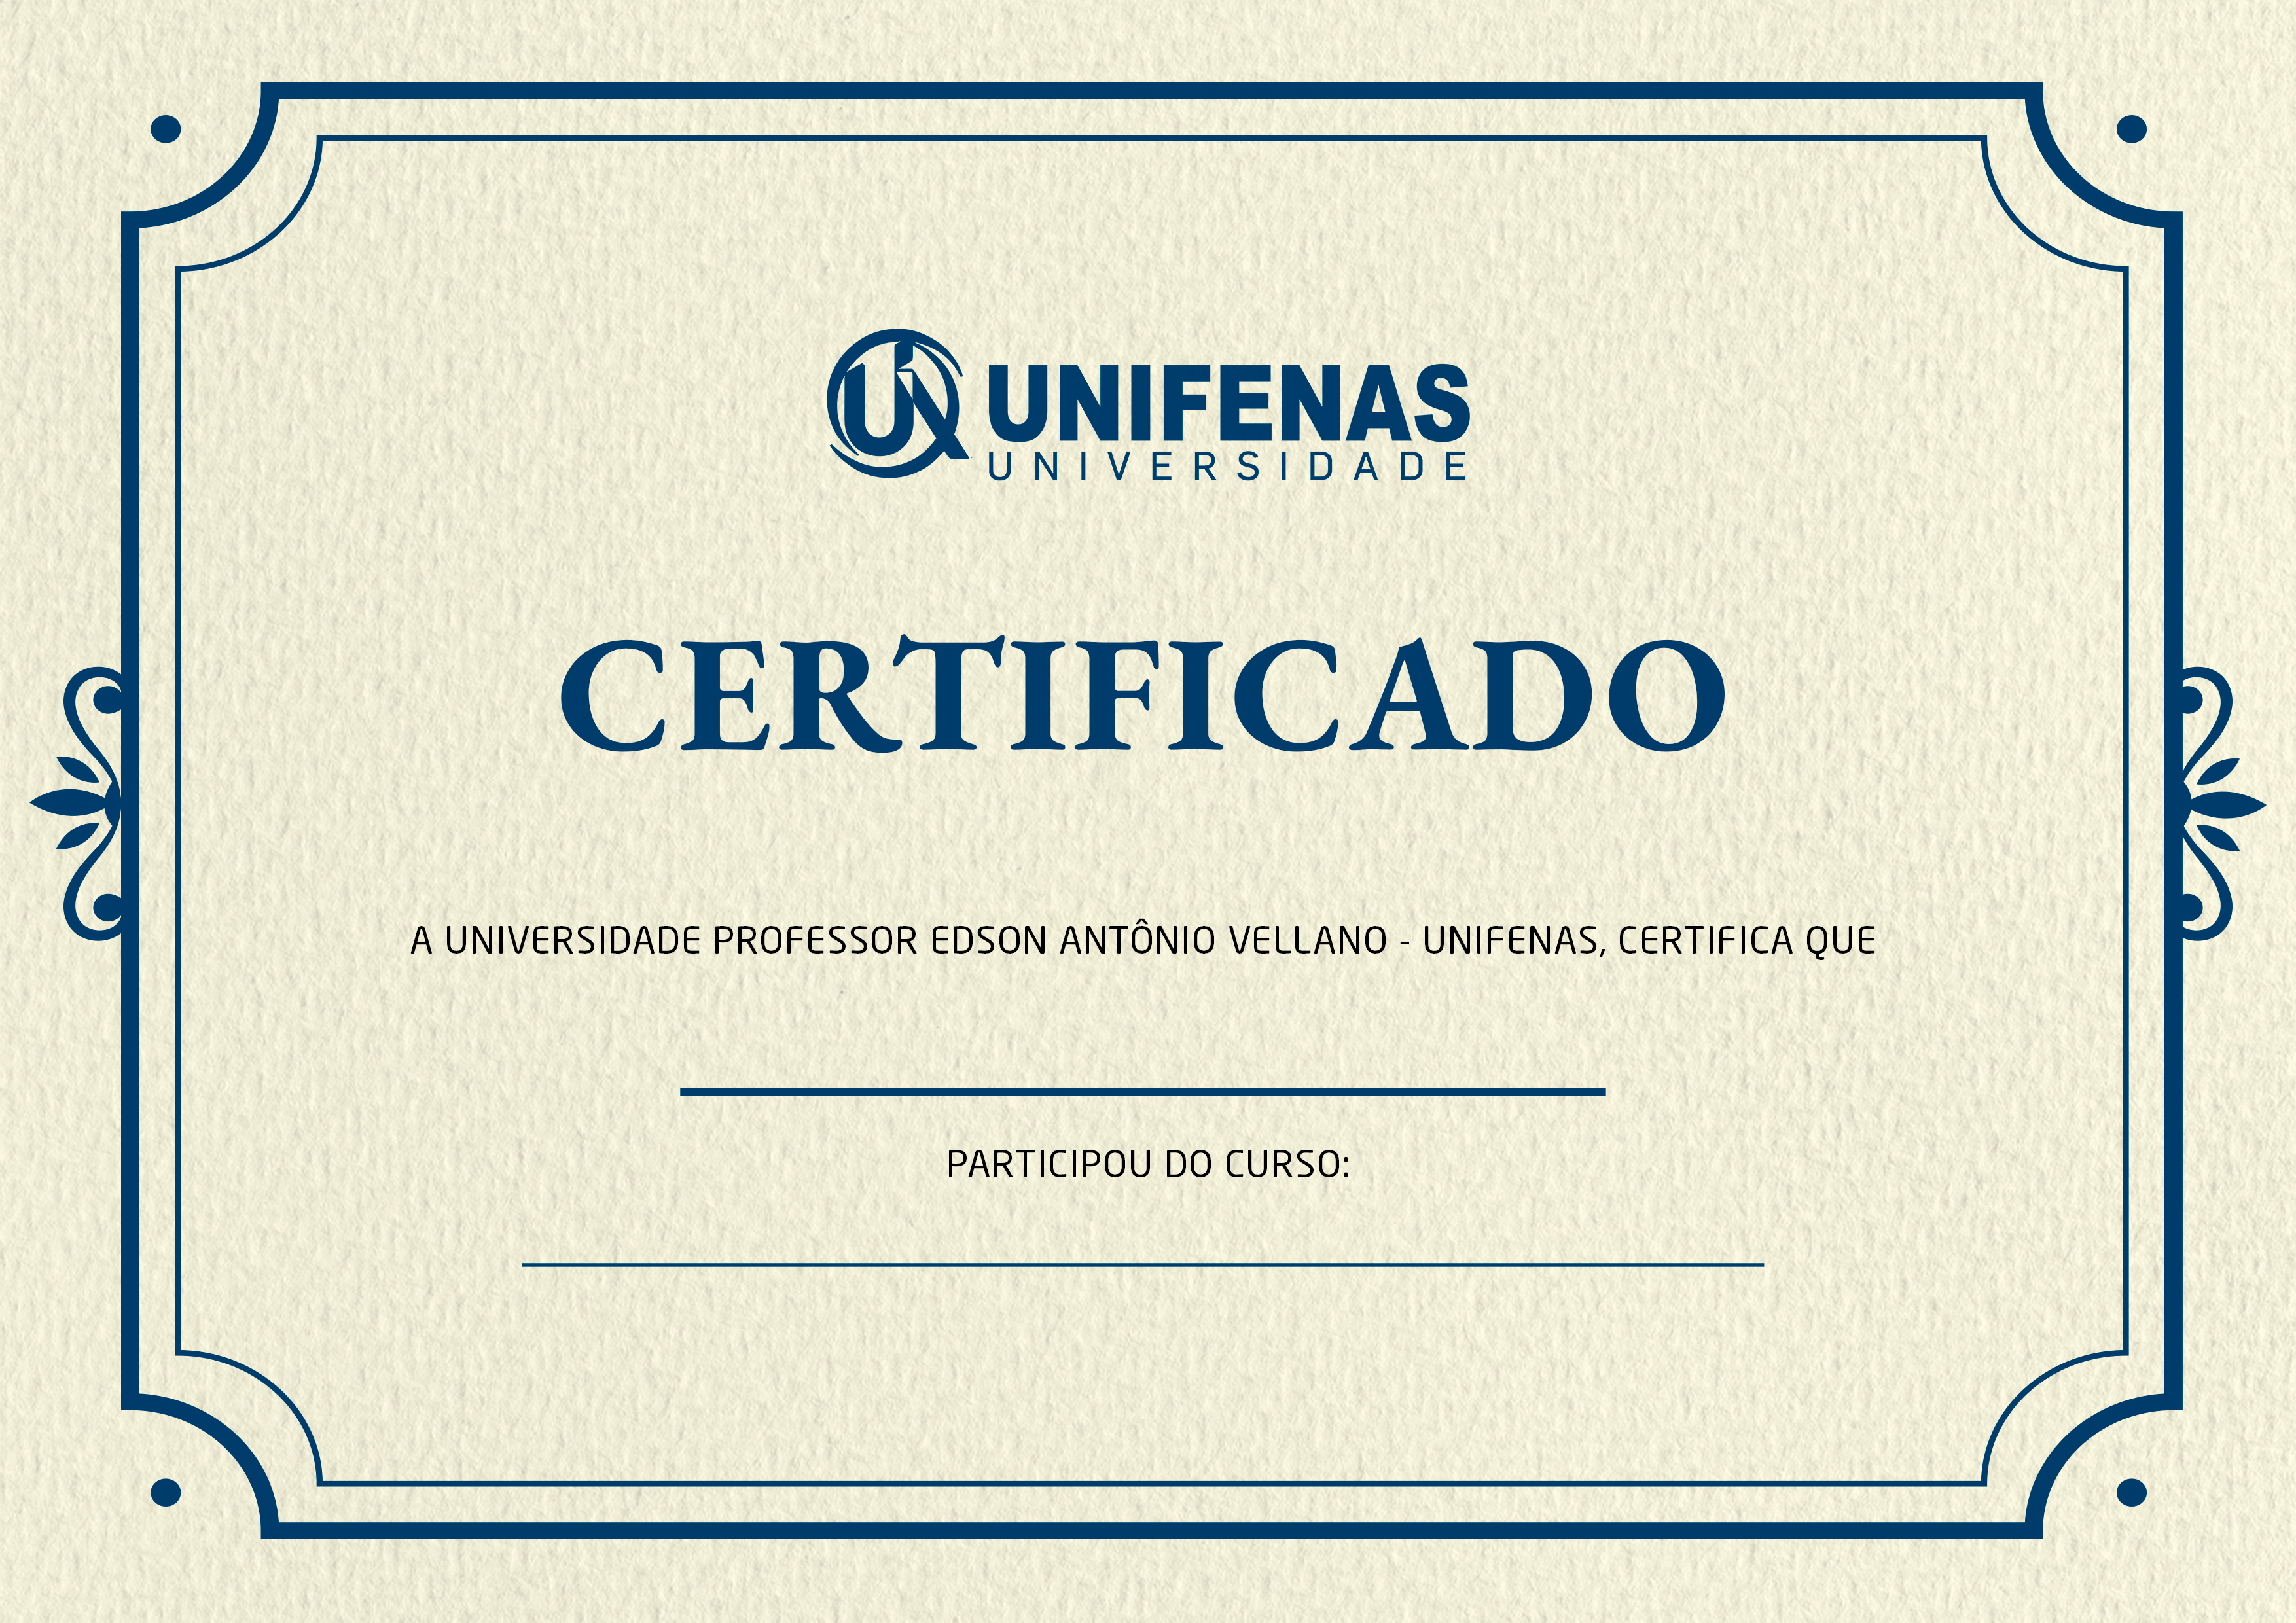 UNIFENAS
UNIVERSIDADE
CERTIFICADO
A UNIVERSIDADE PROFESSOR EDSON ANTÔNIO VELLANO - UNIFENAS, CERTIFICA QUE
PARTICIPOU DO CURSO: